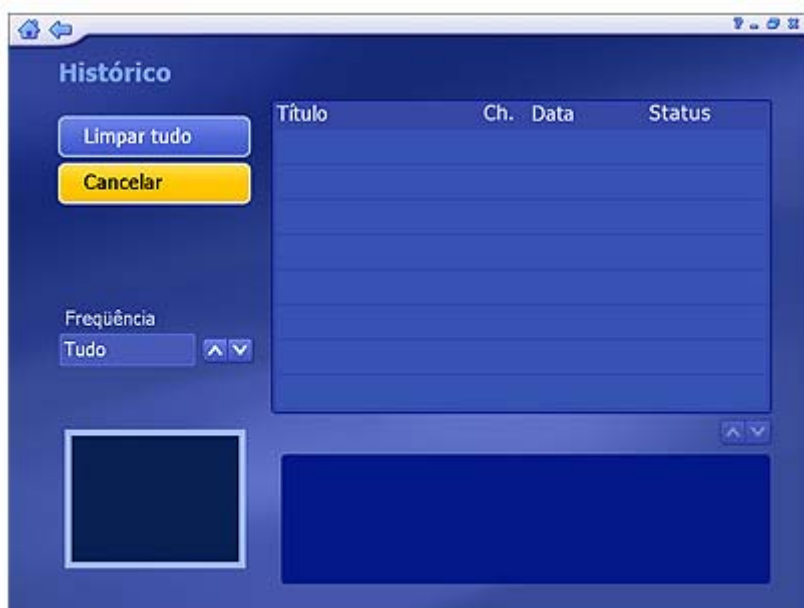 Histórico
Limpar tudo
Cancelar
Título Ch. Data Status
Freqüência
Tudo